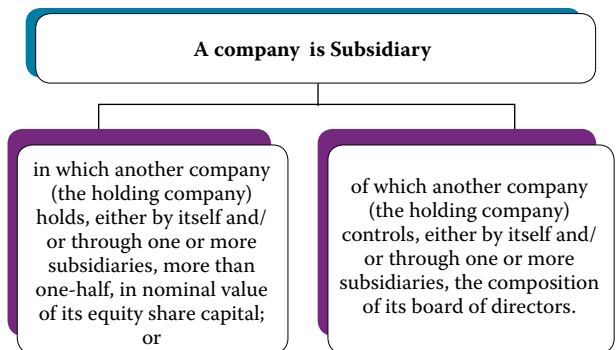 A company is Subsidiary
in which another company
(the holding company)
holds, either by itself and/
or through one or more
subsidiaries, more than
one-half, in nominal value
of its equity share capital;
or
of which another company
(the holding company)
controls, either by itself and/
or through one or more
subsidiaries, the composition
of its board of directors.